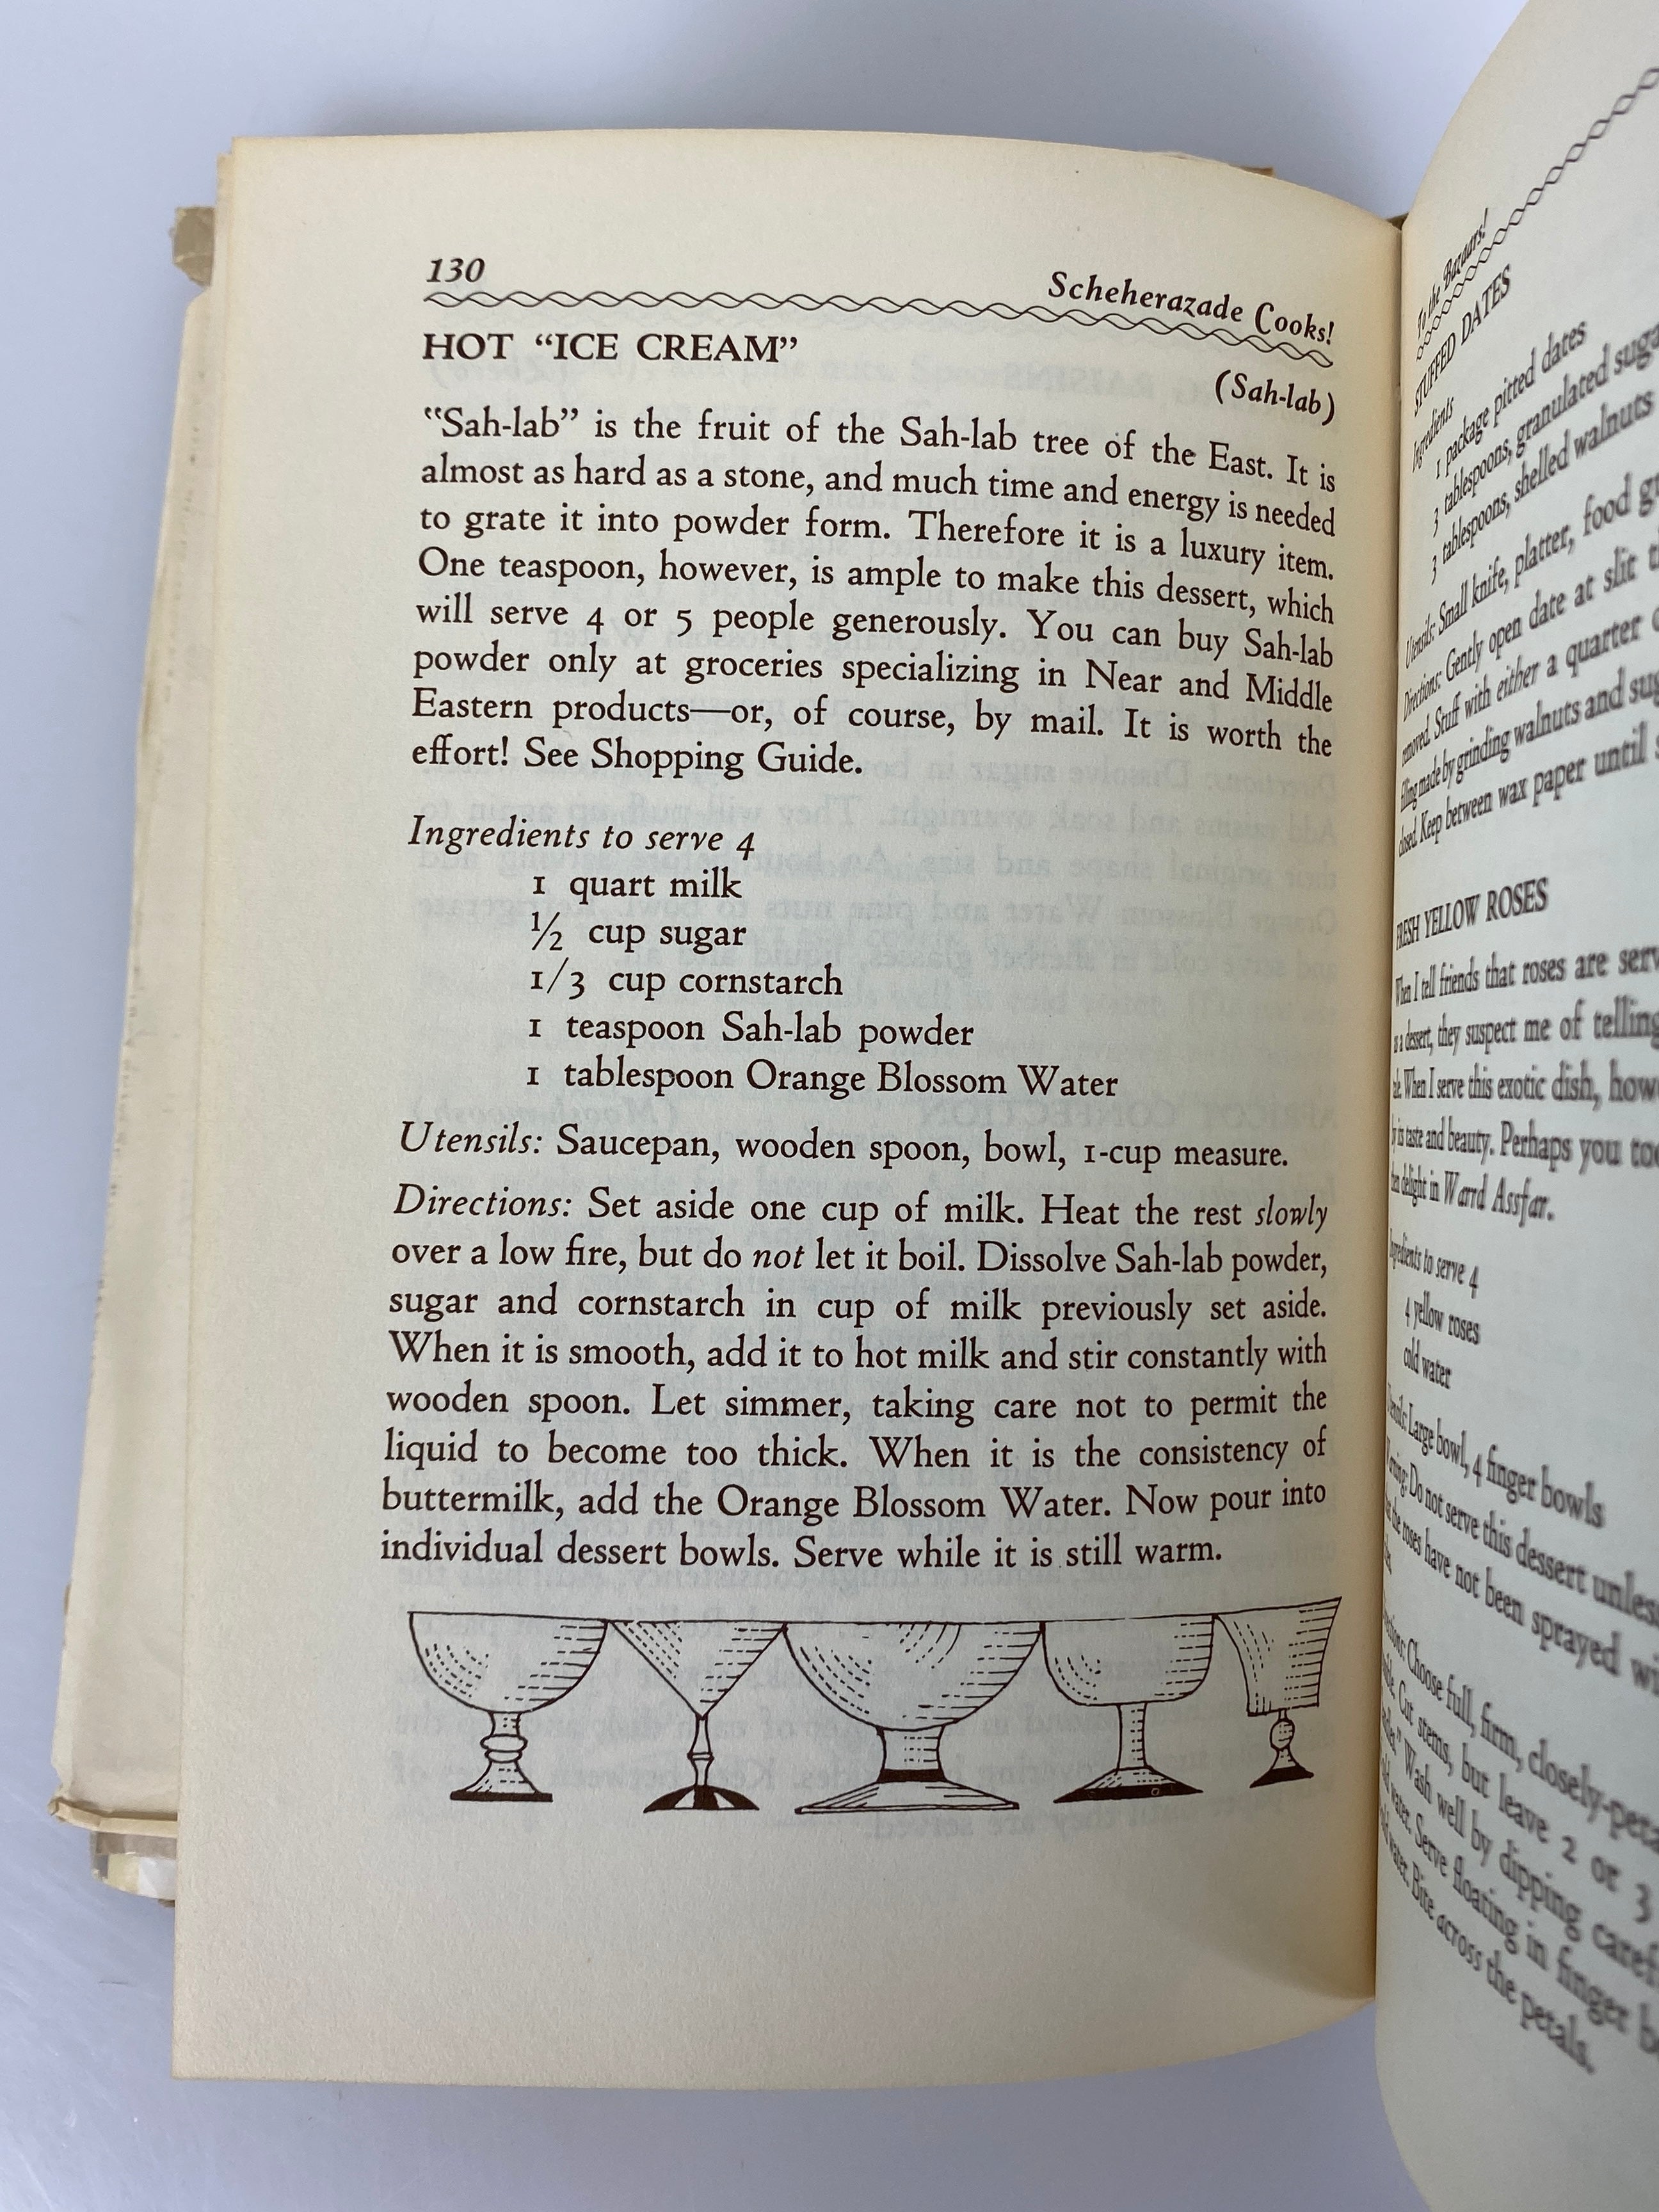 130
Scheherazade Cooks!
HOT “ICE CREAM”
(Sah-lab)
“Sah-lab” is the fruit of the Sah-lab tree of the East. It is
almost as hard as a stone, and much time and energy is needed
to grate it into powder form. Therefore it is a luxury item.
One teaspoon, however, is ample to make this dessert, which
will serve 4 or 5 people generously. You can buy Sah-lab
powder only at groceries specializing in Near and Middle
Eastern products—or, of course, by mail. It is worth the
effort! See Shopping Guide.
Ingredients to serve 4
1 quart milk
½ cup sugar
1/3 cup cornstarch
1 teaspoon Sah-lab powder
1 tablespoon Orange Blossom Water
Utensils: Saucepan, wooden spoon, bowl, 1-cup measure.
Directions: Set aside one cup of milk. Heat the rest slowly
over a low fire, but do not let it boil. Dissolve Sah-lab powder,
sugar and cornstarch in cup of milk previously set aside.
When it is smooth, add it to hot milk and stir constantly with
wooden spoon. Let simmer, taking care not to permit the
liquid to become too thick. When it is the consistency of
buttermilk, add the Orange Blossom Water. Now pour into
individual dessert bowls. Serve while it is still warm.
To the Bazaars!
STUFFED DATES
Ingredients
1 package pitted dates
3 tablespoons, granulated
3 tablespoons, shelled walnuts
Utensils: Small knife, platter, food
Directions: Gently open date at slit
removed. Stuff with either a quarter
filling made by grinding walnuts and
closed. Keep between wax paper until
FRESH YELLOW ROSES
When I tell friends that roses are
as a dessert, they suspect me of telling
tale. When I serve this exotic dish,
by its taste and beauty. Perhaps you
then delight in Warrd Assfar.
Ingredients to serve 4
4 yellow roses
cold water
Utensils: Large bowl, 4 finger bowls
Warning: Do not serve this dessert
the roses have not been sprayed
Directions: Choose full, firm,
Cut stems, but leave 2 or 3
Wash well by dipping
cold water. Serve floating in finger
cold water. Bite across the petals.